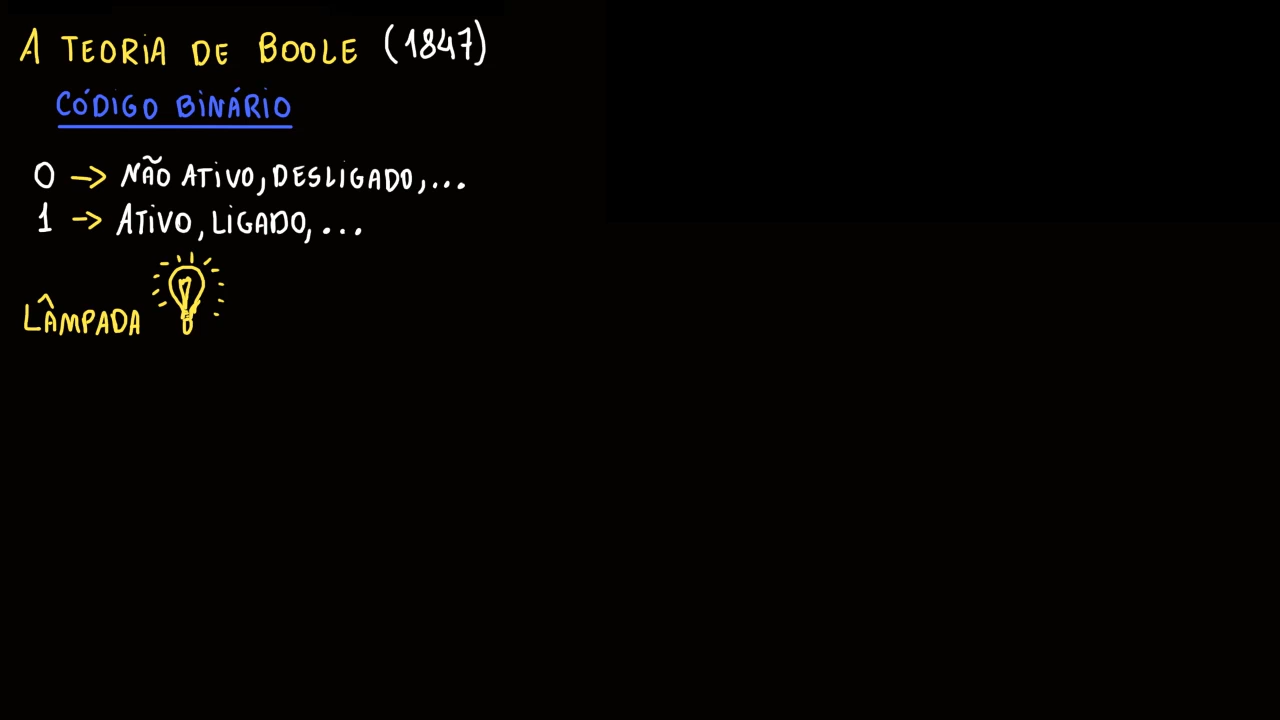 A TEORIA DE BOOLE (1847)
CÓDIGO BINÁRIO
0 → NÃO ATIVO, DESLIGADO, ...
1 → ATIVO, LIGADO, ...
LÂMPADA